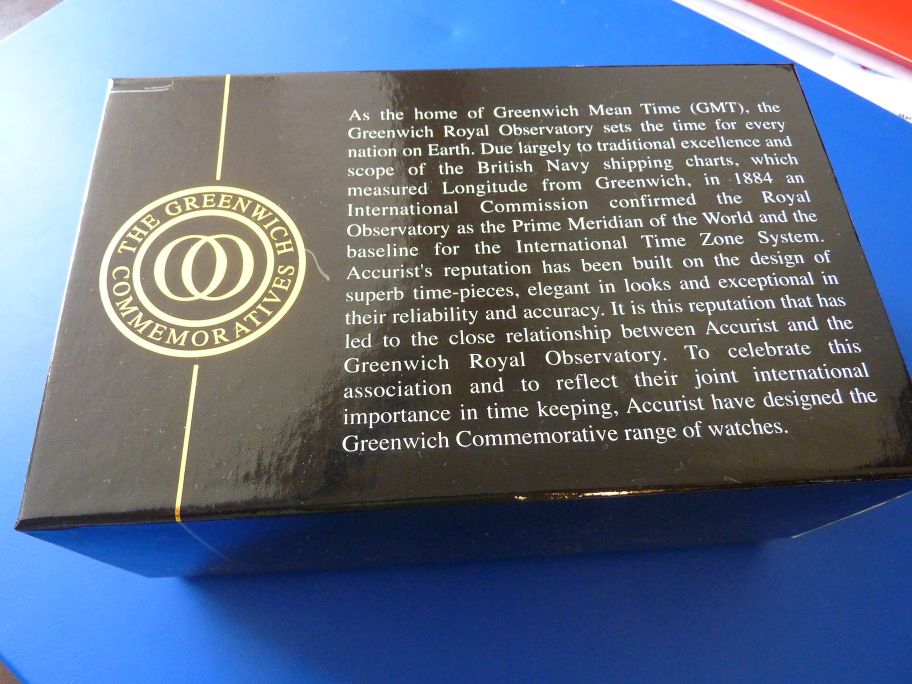 THE GREENWICH
COMMEMORATIVES
As the home of Greenwich Mean Time (GMT), the
Greenwich Royal Observatory sets the time for every
nation on Earth. Due largely to traditional excellence and
scope of the British Navy shipping charts, which
measured Longitude from Greenwich, in 1884 an
International Commission confirmed the Royal
Observatory as the Prime Meridian of the World and the
baseline for the International Time Zone System.
Accurist's reputation has been built on the design of
superb time-pieces, elegant in looks and exceptional in
their reliability and accuracy. It is this reputation that has
led to the close relationship between Accurist and the
Greenwich Royal Observatory. To celebrate this
association and to reflect their joint international
importance in time keeping, Accurist have designed the
Greenwich Commemorative range of watches.